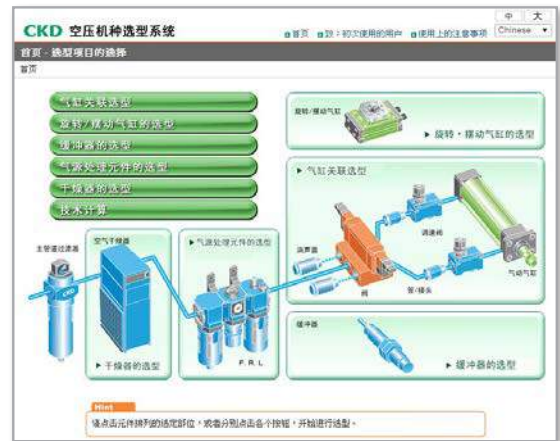 中 大
CKD 空压机种选型系统
首页 致:初次使用的用户 使用上的注意事项 Chinese
首页 - 选型项目的选择
首页
气缸关联选型
旋转/摆动气缸的选型
缓冲器的选型
气源处理元件的选型
干燥器的选型
技术计算
旋转/摆动气缸
旋转・摆动气缸的选型
气缸关联选型
消声器
调速阀
阀
管/接头
气动气缸
主管道过滤器
空气干燥器
CKD
干燥器的选型
气源处理元件的选型
F. R. L
缓冲器
缓冲器的选型
Hint
请点击元件排列的选定部位,或者分别点击各个按钮,开始进行选型。